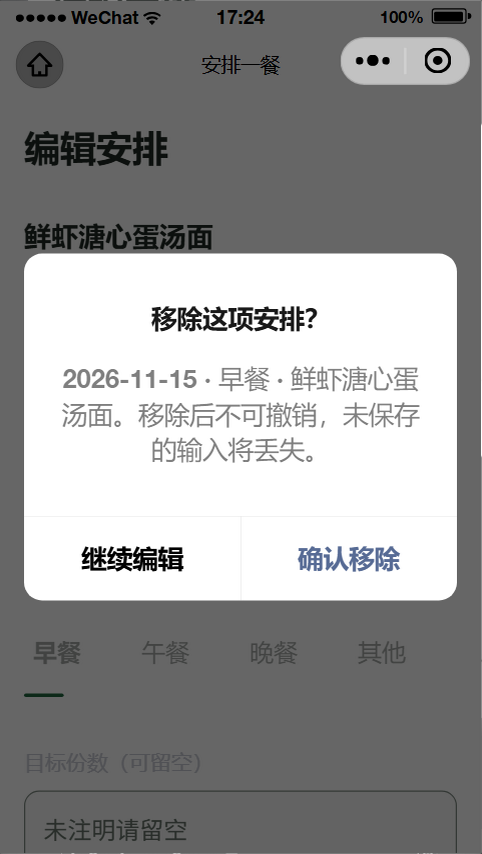 WeChat 17:24 100%
安排一餐
编辑安排
鲜虾溏心蛋汤面
移除这项安排?
2026-11-15 · 早餐 · 鲜虾溏心蛋
汤面。移除后不可撤销，未保存
的输入将丢失。
继续编辑 确认移除
早餐 午餐 晚餐 其他
目标份数（可留空）
未注明请留空